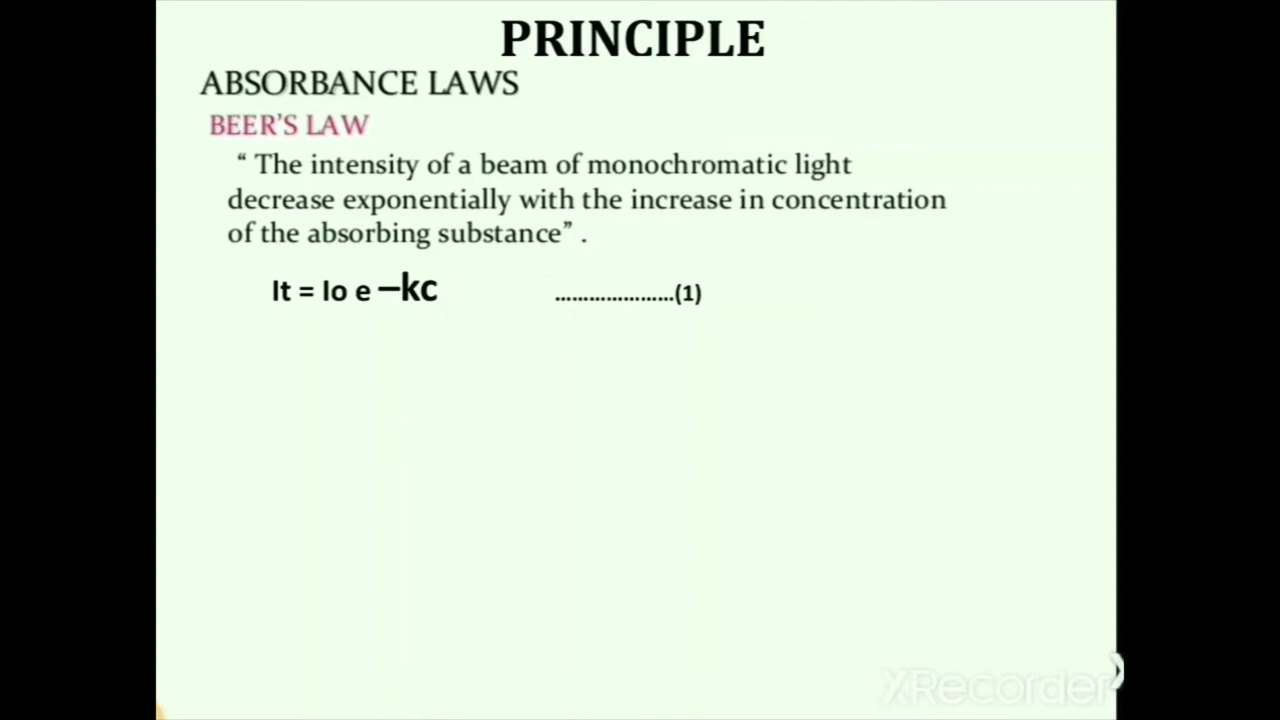 PRINCIPLE
ABSORBANCE LAWS
BEER'S LAW
“ The intensity of a beam of monochromatic light
decrease exponentially with the increase in concentration
of the absorbing substance” .
It = Io e –kc .....................(1)
XRecorder